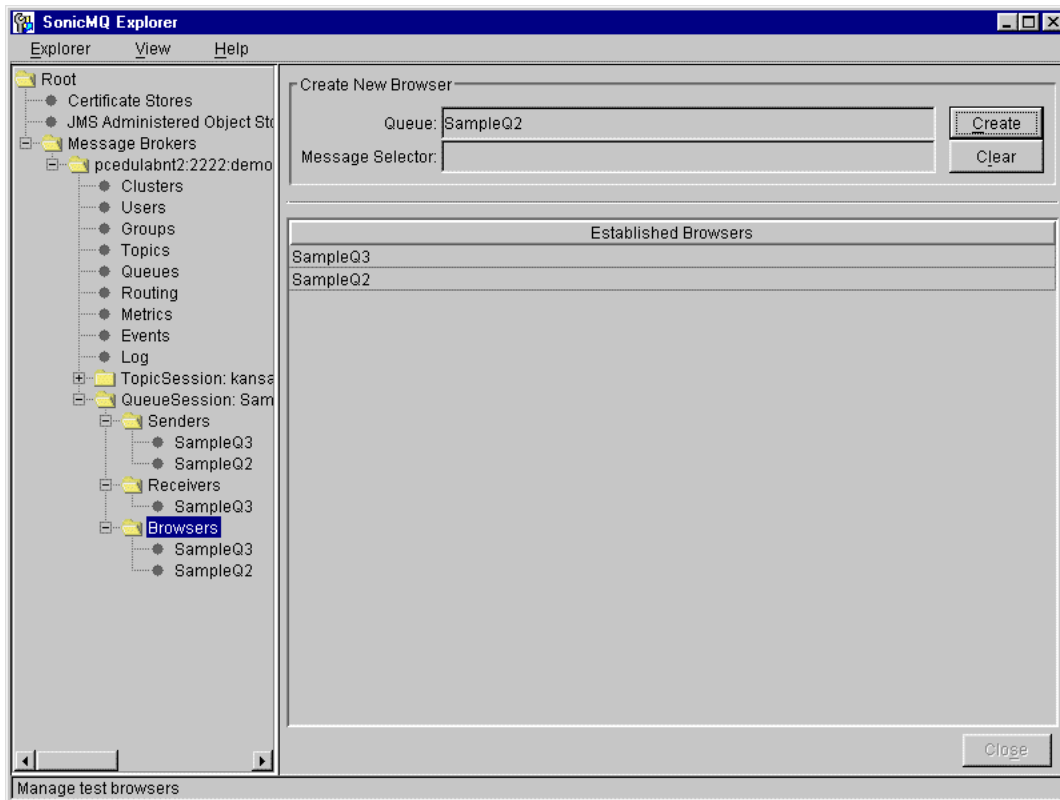 SonicMQ Explorer
Explorer View Help
Root
Certificate Stores
JMS Administered Object Sto
Message Brokers
pcedulabnt2:2222:demo
Clusters
Users
Groups
Topics
Queues
Routing
Metrics
Events
Log
TopicSession: kansa
QueueSession: Sam
Senders
SampleQ3
SampleQ2
Receivers
SampleQ3
Browsers
SampleQ3
SampleQ2
Create New Browser
Queue: SampleQ2
Create
Message Selector:
Clear
Established Browsers
SampleQ3
SampleQ2
Close
Manage test browsers